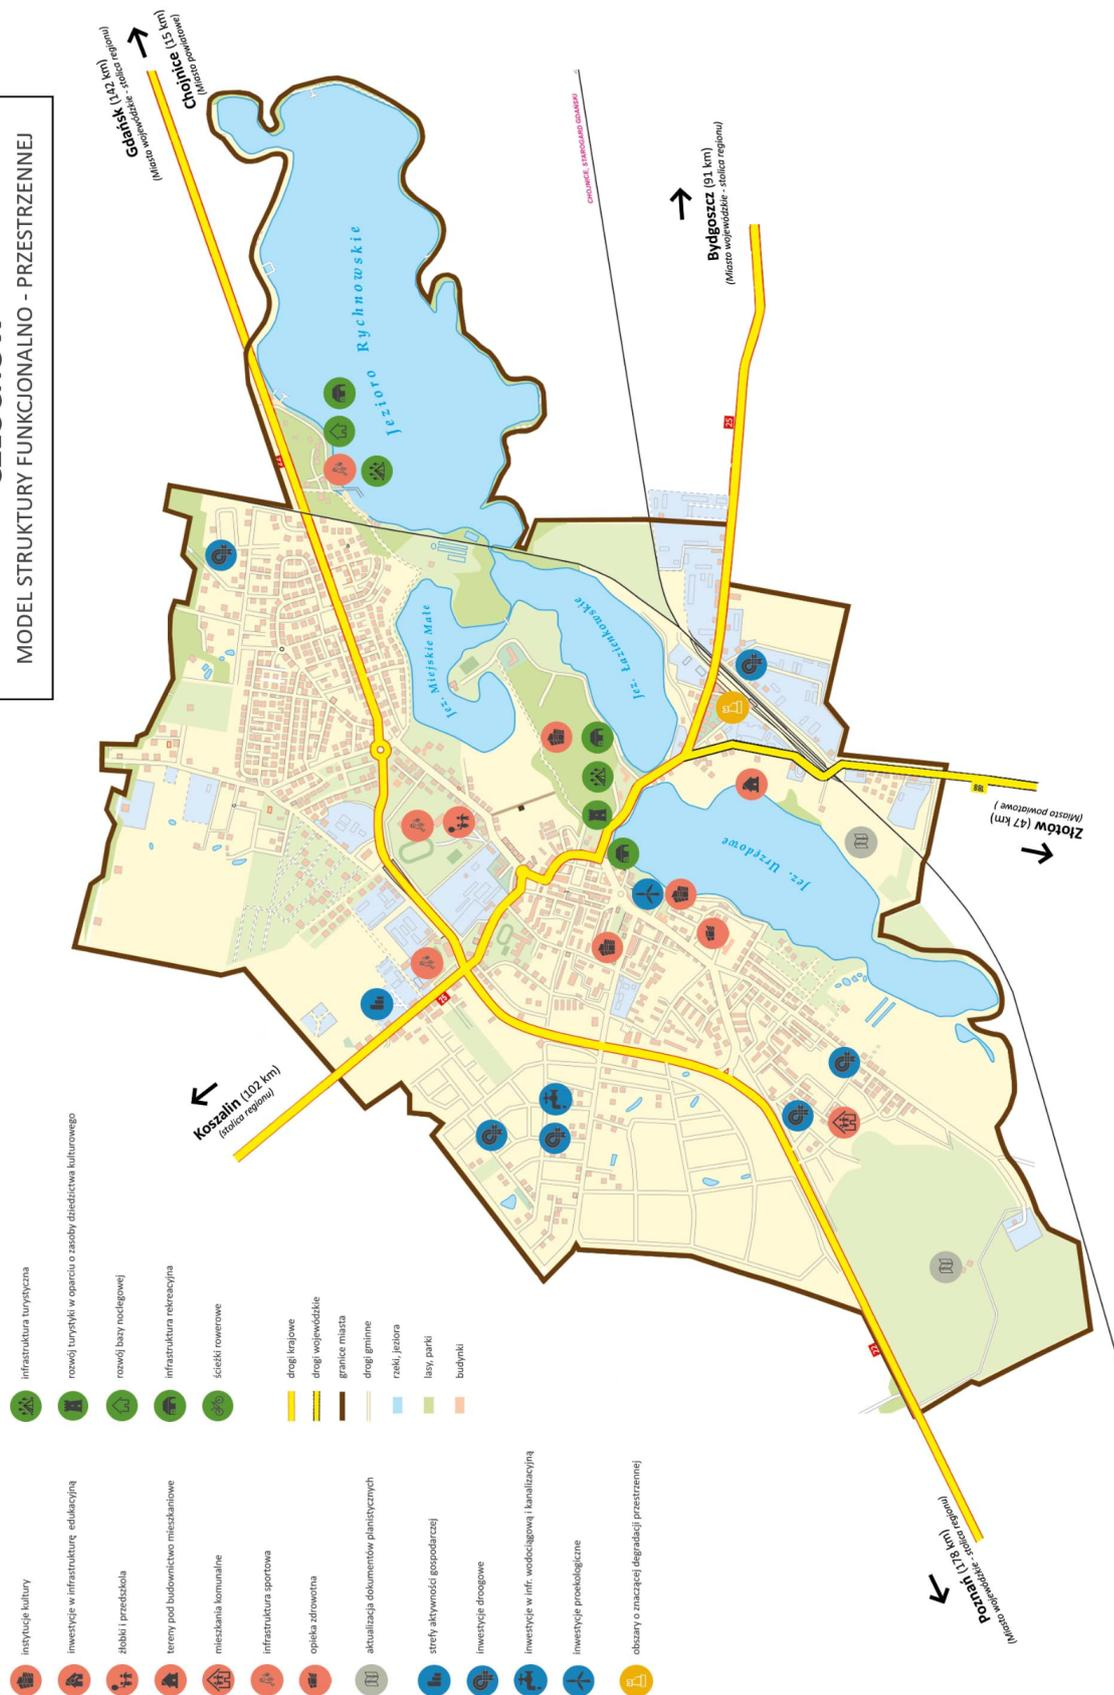 MODEL STRUKTURY FUNKCJONALNO - PRZESTRZENNEJ
Gdańsk (142 km)
(Miasto wojewódzkie - stolica regionu)
Chojnice (15 km)
(Miasto powiatowe)
CHOJNICE, STAROGARD GDAŃSKI
Bydgoszcz (91 km)
(Miasto wojewódzkie - stolica regionu)
Złotów (47 km)
(Miasto powiatowe )
Koszalin (102 km)
(stolica regionu)
Poznań (178 km)
(Miasto wojewódzkie - stolica regionu)
Jezioro Rychnowskie
Jez. Miejskie Małe
Jez. Łazienkowskie
Jez. Urzędowe
22
25
25
188
22
instytucje kultury
inwestycje w infrastrukturę edukacyjną
żłobki i przedszkola
tereny pod budownictwo mieszkaniowe
mieszkania komunalne
infrastruktura sportowa
opieka zdrowotna
aktualizacja dokumentów planistycznych
strefy aktywności gospodarczej
inwestycje droogowe
inwestycje w infr. wodociągową i kanalizacyjną
inwestycje proekologiczne
obszary o znaczącej degradacji przestrzennej
infrastruktura turystyczna
rozwój turystyki w oparciu o zasoby dziedzictwa kulturowego
rozwój bazy noclegowej
infrastruktura rekreacyjna
ścieżki rowerowe
drogi krajowe
drogi wojewódzkie
granice miasta
drogi gminne
rzeki, jeziora
lasy, parki
budynki